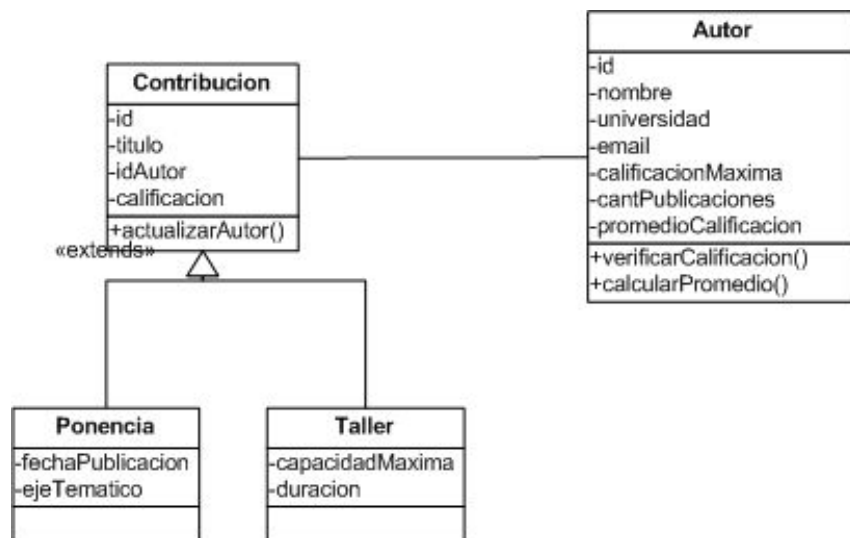 Contribucion
-id
-titulo
-idAutor
-calificacion
+actualizarAutor()
«extends»
Autor
-id
-nombre
-universidad
-email
-calificacionMaxima
-cantPublicaciones
-promedioCalificacion
+verificarCalificacion()
+calcularPromedio()
Ponencia
-fechaPublicacion
-ejeTematico
Taller
-capacidadMaxima
-duracion